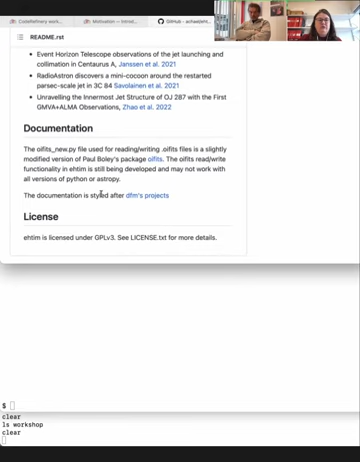 CodeRefinery work...
Motivation — Introd...
GitHub - achael/eht...
README.rst
• Event Horizon Telescope observations of the jet launching and
collimation in Centaurus A, Janssen et al. 2021
• RadioAstron discovers a mini-cocoon around the restarted
parsec-scale jet in 3C 84 Savolainen et al. 2021
• Unravelling the Innermost Jet Structure of OJ 287 with the First
GMVA+ALMA Observations, Zhao et al. 2022
Documentation
The oifits_new.py file used for reading/writing .oifits files is a slightly
modified version of Paul Boley's package oifits. The oifits read/write
functionality in ehtim is still being developed and may not work with
all versions of python or astropy.
The documentation is styled after dfm's projects
License
ehtim is licensed under GPLv3. See LICENSE.txt for more details.
$
clear
ls workshop
clear